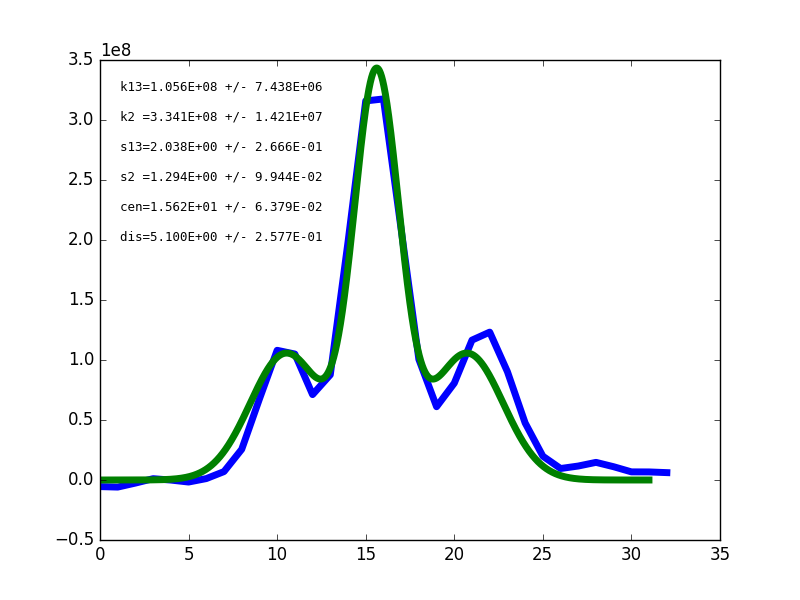 1e8
3.5
k13=1.056E+08 +/- 7.438E+06
k2 =3.341E+08 +/- 1.421E+07
3.0
s13=2.038E+00 +/- 2.666E-01
2.5
s2 =1.294E+00 +/- 9.944E-02
cen=1.562E+01 +/- 6.379E-02
2.0
dis=5.100E+00 +/- 2.577E-01
1.5
1.0
0.5
0.0
−0.5
0 5 10 15 20 25 30 35